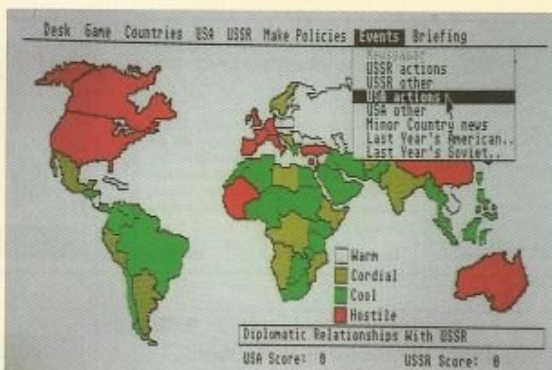 Desk Game Countries USA USSR Make Policies Events Briefing
Newspaper
USSR actions
USSR other
USA actions
USA other
Minor Country news
Last Year's American..
Last Year's Soviet..
Warm
Cordial
Cool
Hostile
Diplomatic Relationships With USSR
USA Score: 0 USSR Score: 0